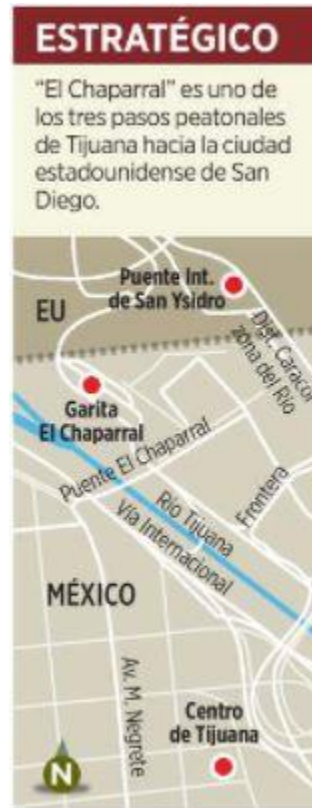 ESTRATÉGICO
“El Chaparral” es uno de
los tres pasos peatonales
de Tijuana hacia la ciudad
estadounidense de San
Diego.
Puente Int.
de San Ysidro
EU
Dist. Caracol
zona del Río
Garita
El Chaparral
Puente El Chaparral
Río Tijuana
Frontera
Vía Internacional
MÉXICO
Av. M. Negrete
Centro
de Tijuana
N